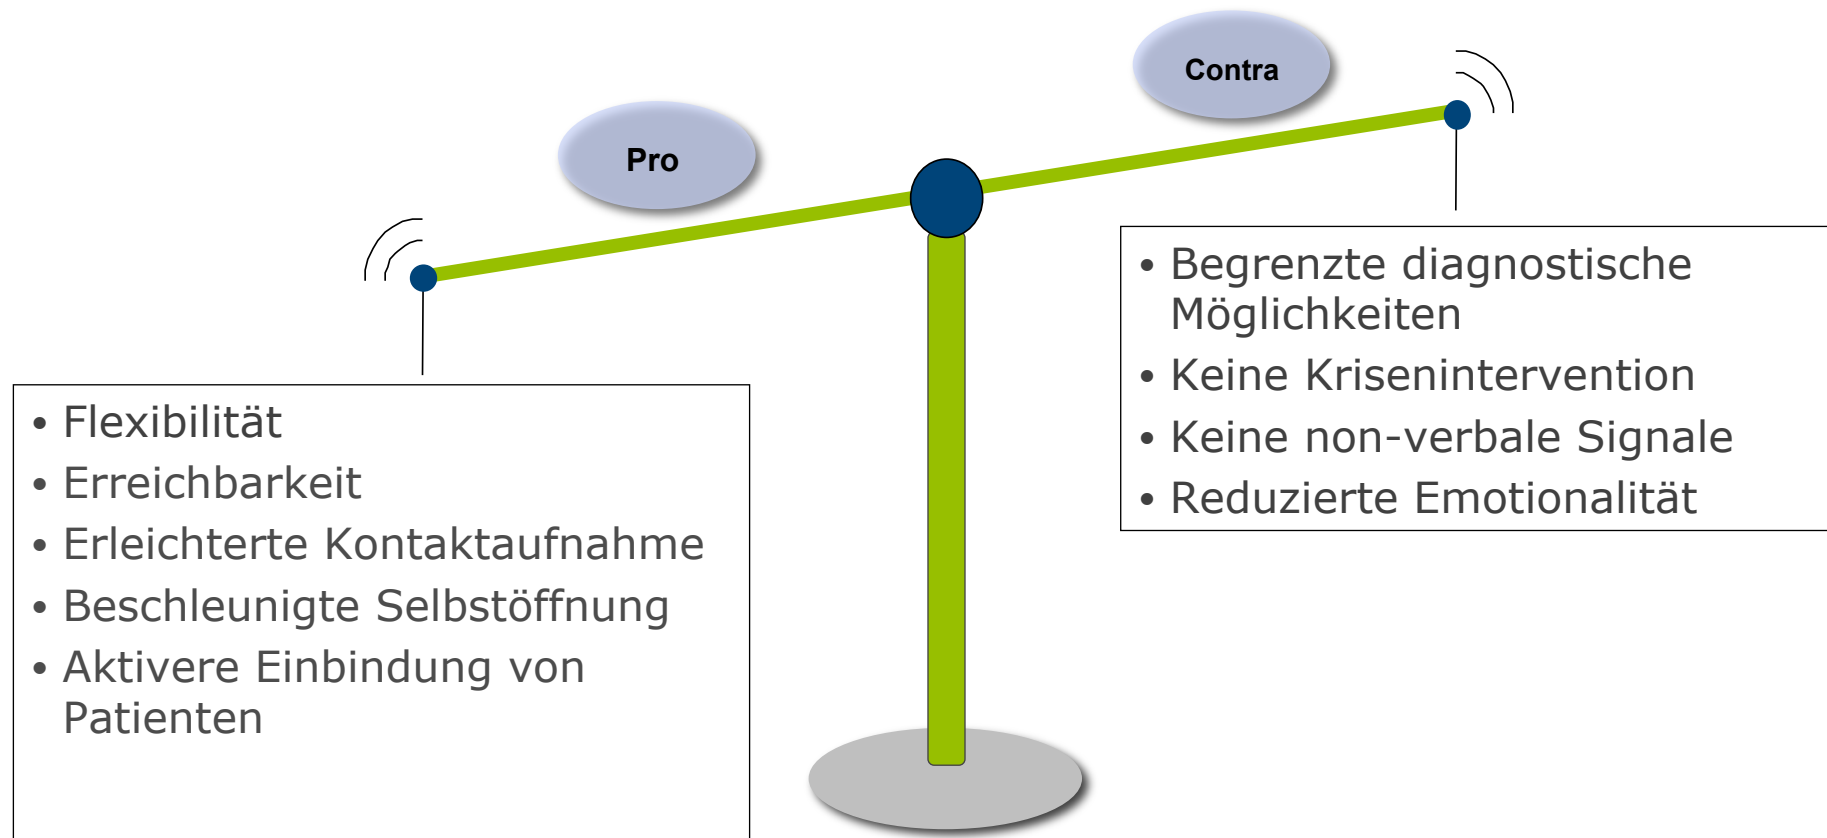 Pro
• Flexibilität
• Erreichbarkeit
• Erleichterte Kontaktaufnahme
• Beschleunigte Selbstöffnung
• Aktivere Einbindung von
Patienten
Contra
• Begrenzte diagnostische
Möglichkeiten
• Keine Krisenintervention
• Keine non-verbale Signale
• Reduzierte Emotionalität